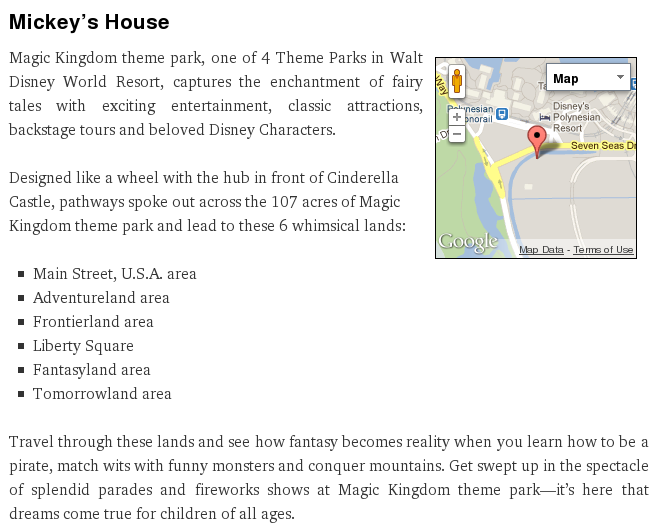 Mickey's House
Magic Kingdom theme park, one of 4 Theme Parks in Walt
Disney World Resort, captures the enchantment of fairy
tales with exciting entertainment, classic attractions,
backstage tours and beloved Disney Characters.
Designed like a wheel with the hub in front of Cinderella
Castle, pathways spoke out across the 107 acres of Magic
Kingdom theme park and lead to these 6 whimsical lands:
Map
Way
Polynesian
onorail
Disney's
Polynesian
Resort
Seven Seas Dr
Google
Map Data - Terms of Use
Main Street, U.S.A. area
Adventureland area
Frontierland area
Liberty Square
Fantasyland area
Tomorrowland area
Travel through these lands and see how fantasy becomes reality when you learn how to be a
pirate, match wits with funny monsters and conquer mountains. Get swept up in the spectacle
of splendid parades and fireworks shows at Magic Kingdom theme park—it's here that
dreams come true for children of all ages.